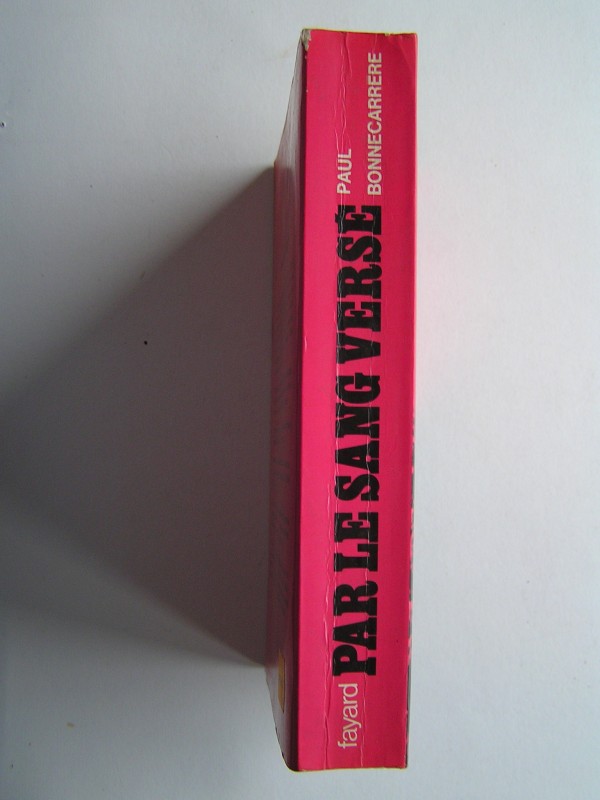 fayard
PAR LE SANG VERSÉ
PAUL
BONNECARRERE